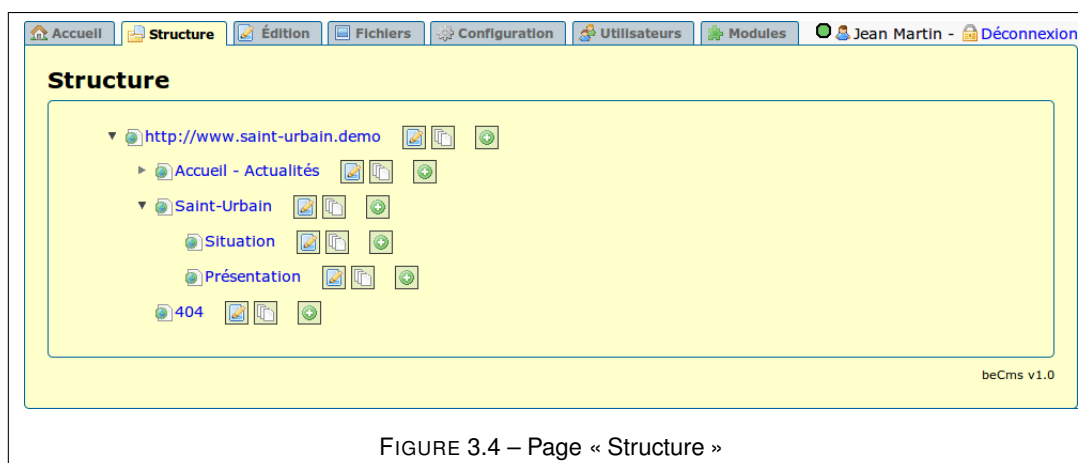 Accueil Structure Édition Fichiers Configuration Utilisateurs Modules Jean Martin - Déconnexion
Structure
http://www.saint-urbain.demo
Accueil - Actualités
Saint-Urbain
Situation
Présentation
404
beCms v1.0
FIGURE 3.4 – Page « Structure »